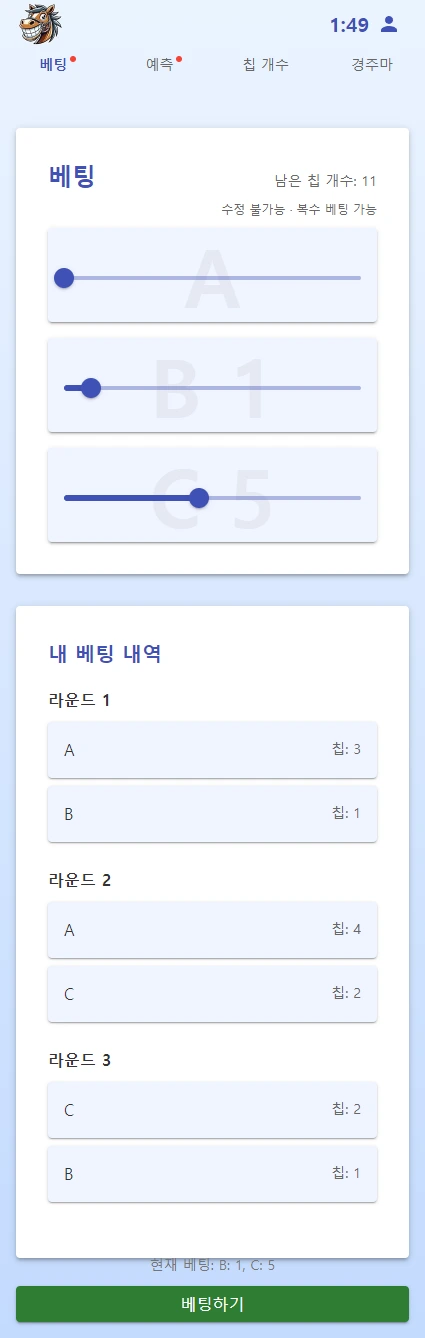 1:49
베팅 예측 칩 개수 경주마
베팅
남은 칩 개수: 11
수정 불가능 · 복수 베팅 가능
A
B 1
C 5
내 베팅 내역
라운드 1
A 칩: 3
B 칩: 1
라운드 2
A 칩: 4
C 칩: 2
라운드 3
C 칩: 2
B 칩: 1
현재 베팅: B: 1, C: 5
베팅하기